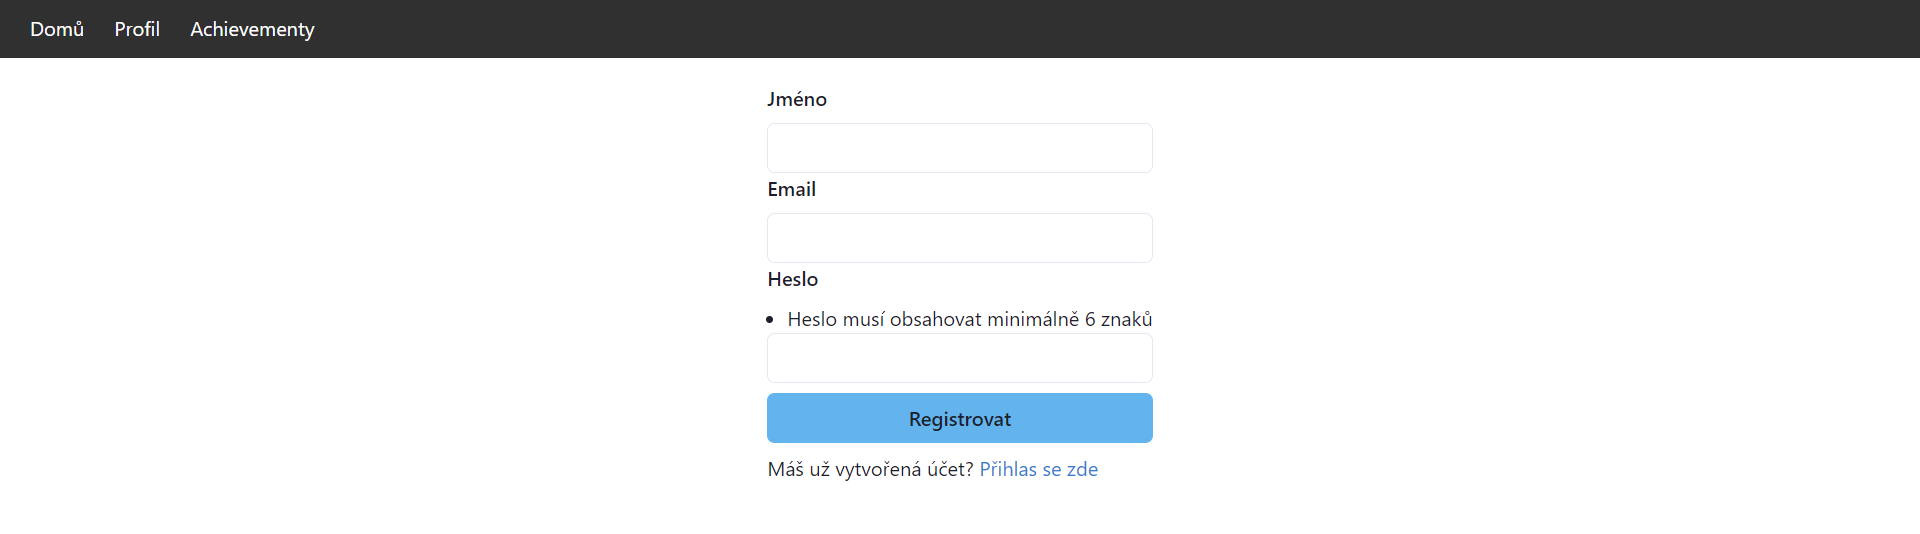 Domů Profil Achievementy
Jméno
Email
Heslo
• Heslo musí obsahovat minimálně 6 znaků
Registrovat
Máš už vytvořená účet? Přihlas se zde